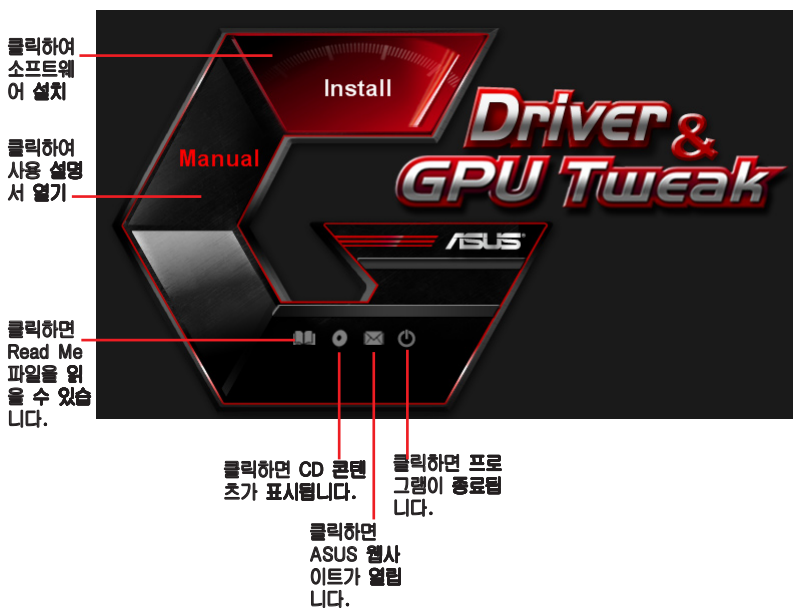 클릭하여
소프트웨
어 설치
Install
Driver &
GPU Tweak
클릭하여
사용 설명
서 열기
Manual
ASUS
클릭하면
Read Me
파일을 읽
을 수 있습
니다.
클릭하면 CD 콘텐
츠가 표시됩니다.
클릭하면 프로
그램이 종료됩
니다.
클릭하면
ASUS 웹사
이트가 열립
니다.